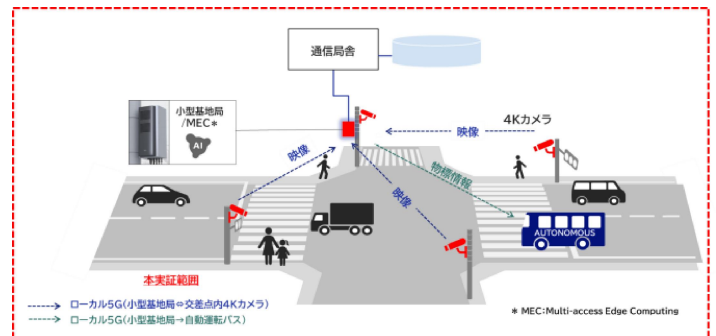 通信局舎
小型基地局
/MEC*
AI
4Kカメラ
映像
映像
物標情報
映像
AUTONOMOUS
本実証範囲
ローカル5G(小型基地局⇔交差点内4Kカメラ)
ローカル5G(小型基地局→自動運転バス)
* MEC:Multi-access Edge Computing